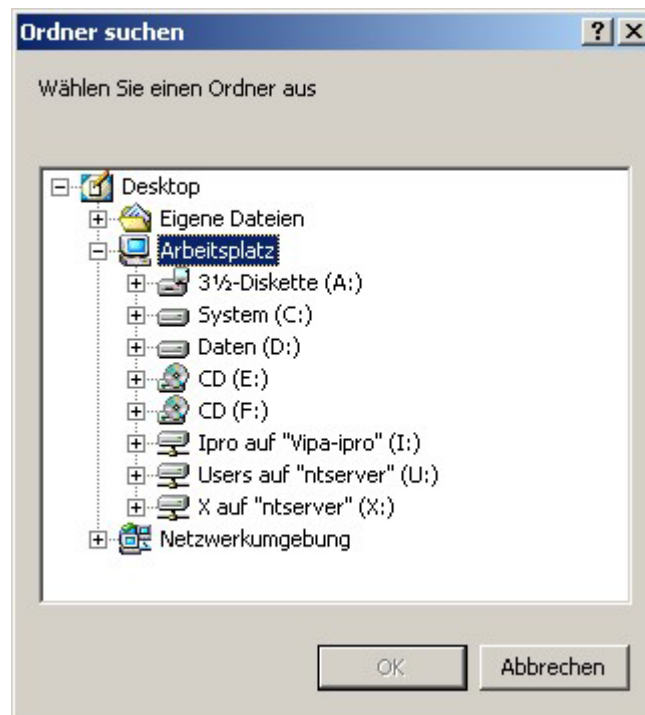 Ordner suchen
Wählen Sie einen Ordner aus
Desktop
Eigene Dateien
Arbeitsplatz
3½-Diskette (A:)
System (C:)
Daten (D:)
CD (E:)
CD (F:)
Ipro auf "Vipa-ipro" (I:)
Users auf "ntserver" (U:)
X auf "ntserver" (X:)
Netzwerkumgebung
OK Abbrechen